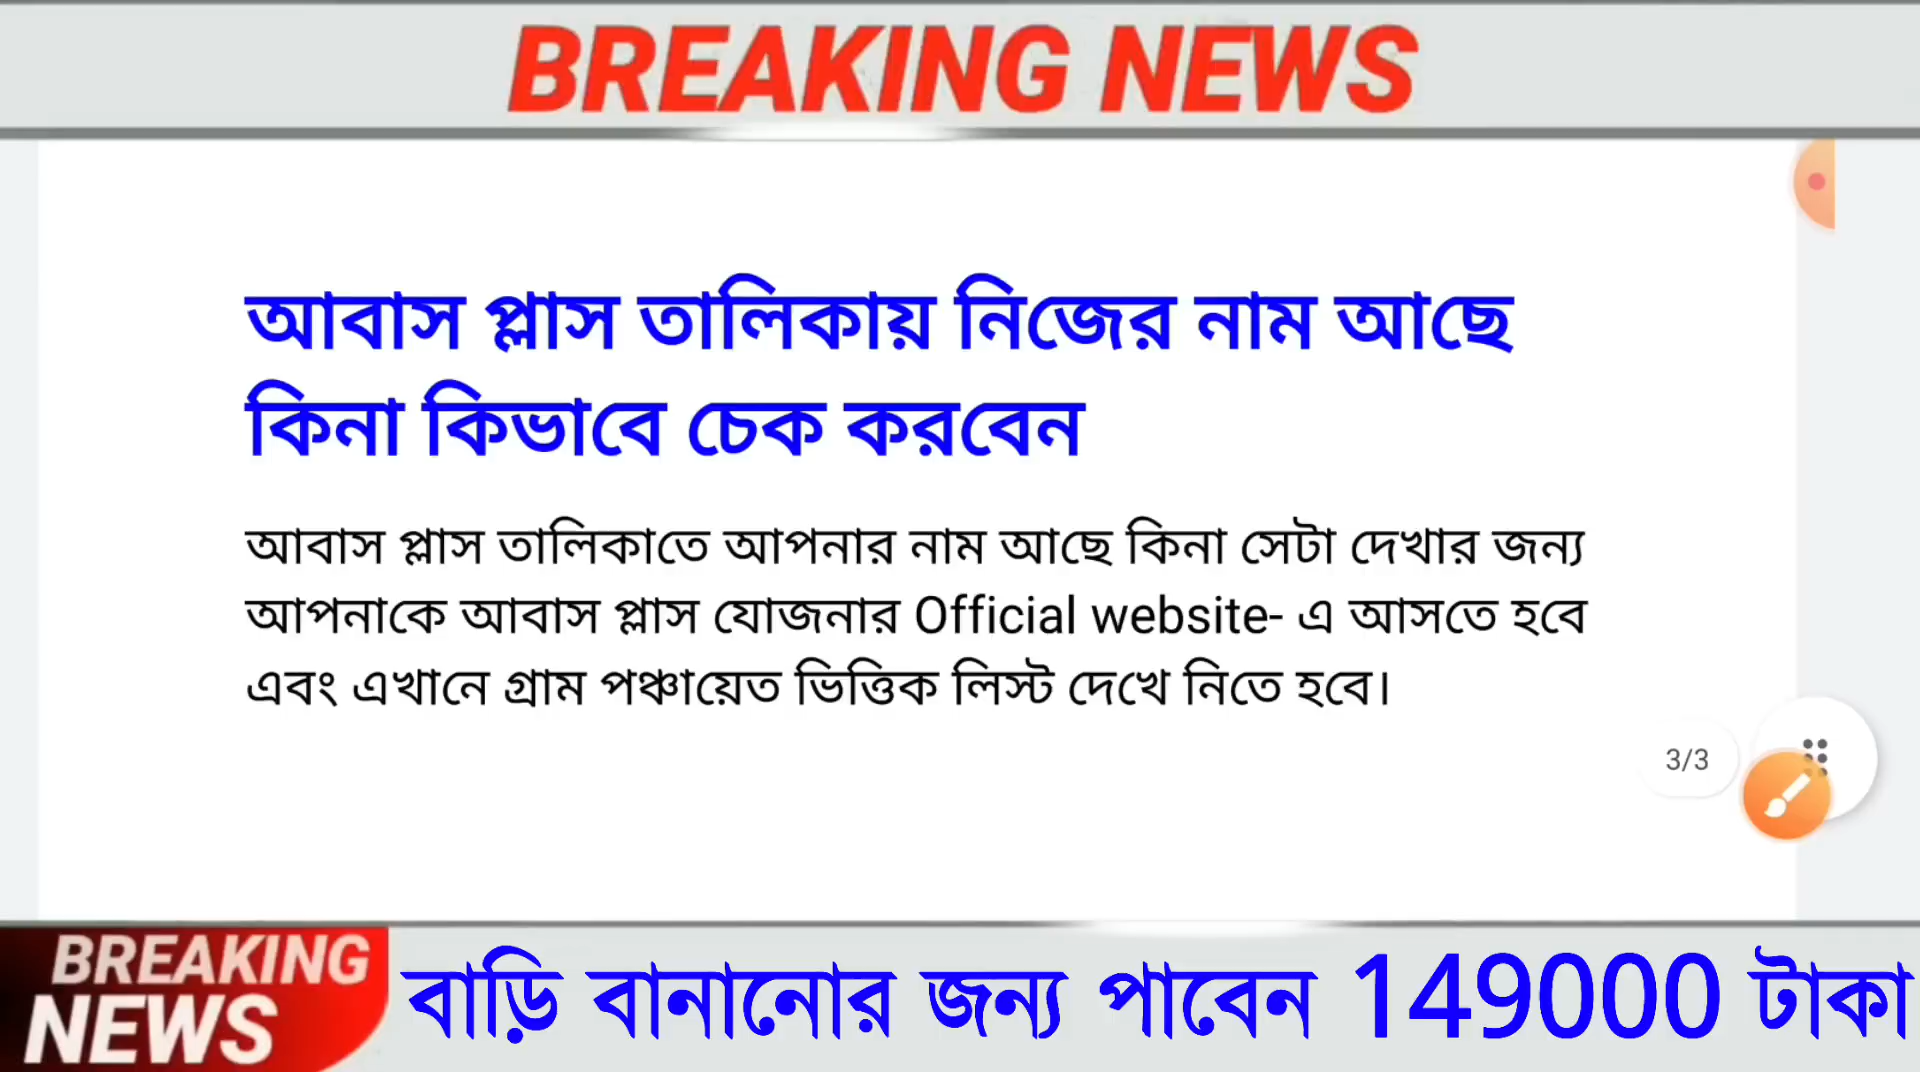 BREAKING NEWS
আবাস প্লাস তালিকায় নিজের নাম আছে
কিনা কিভাবে চেক করবেন
আবাস প্লাস তালিকাতে আপনার নাম আছে কিনা সেটা দেখার জন্য
আপনাকে আবাস প্লাস যোজনার Official website- এ আসতে হবে
এবং এখানে গ্রাম পঞ্চায়েত ভিত্তিক লিস্ট দেখে নিতে হবে।
3/3
BREAKING
NEWS
বাড়ি বানানোর জন্য পাবেন 149000 টাকা